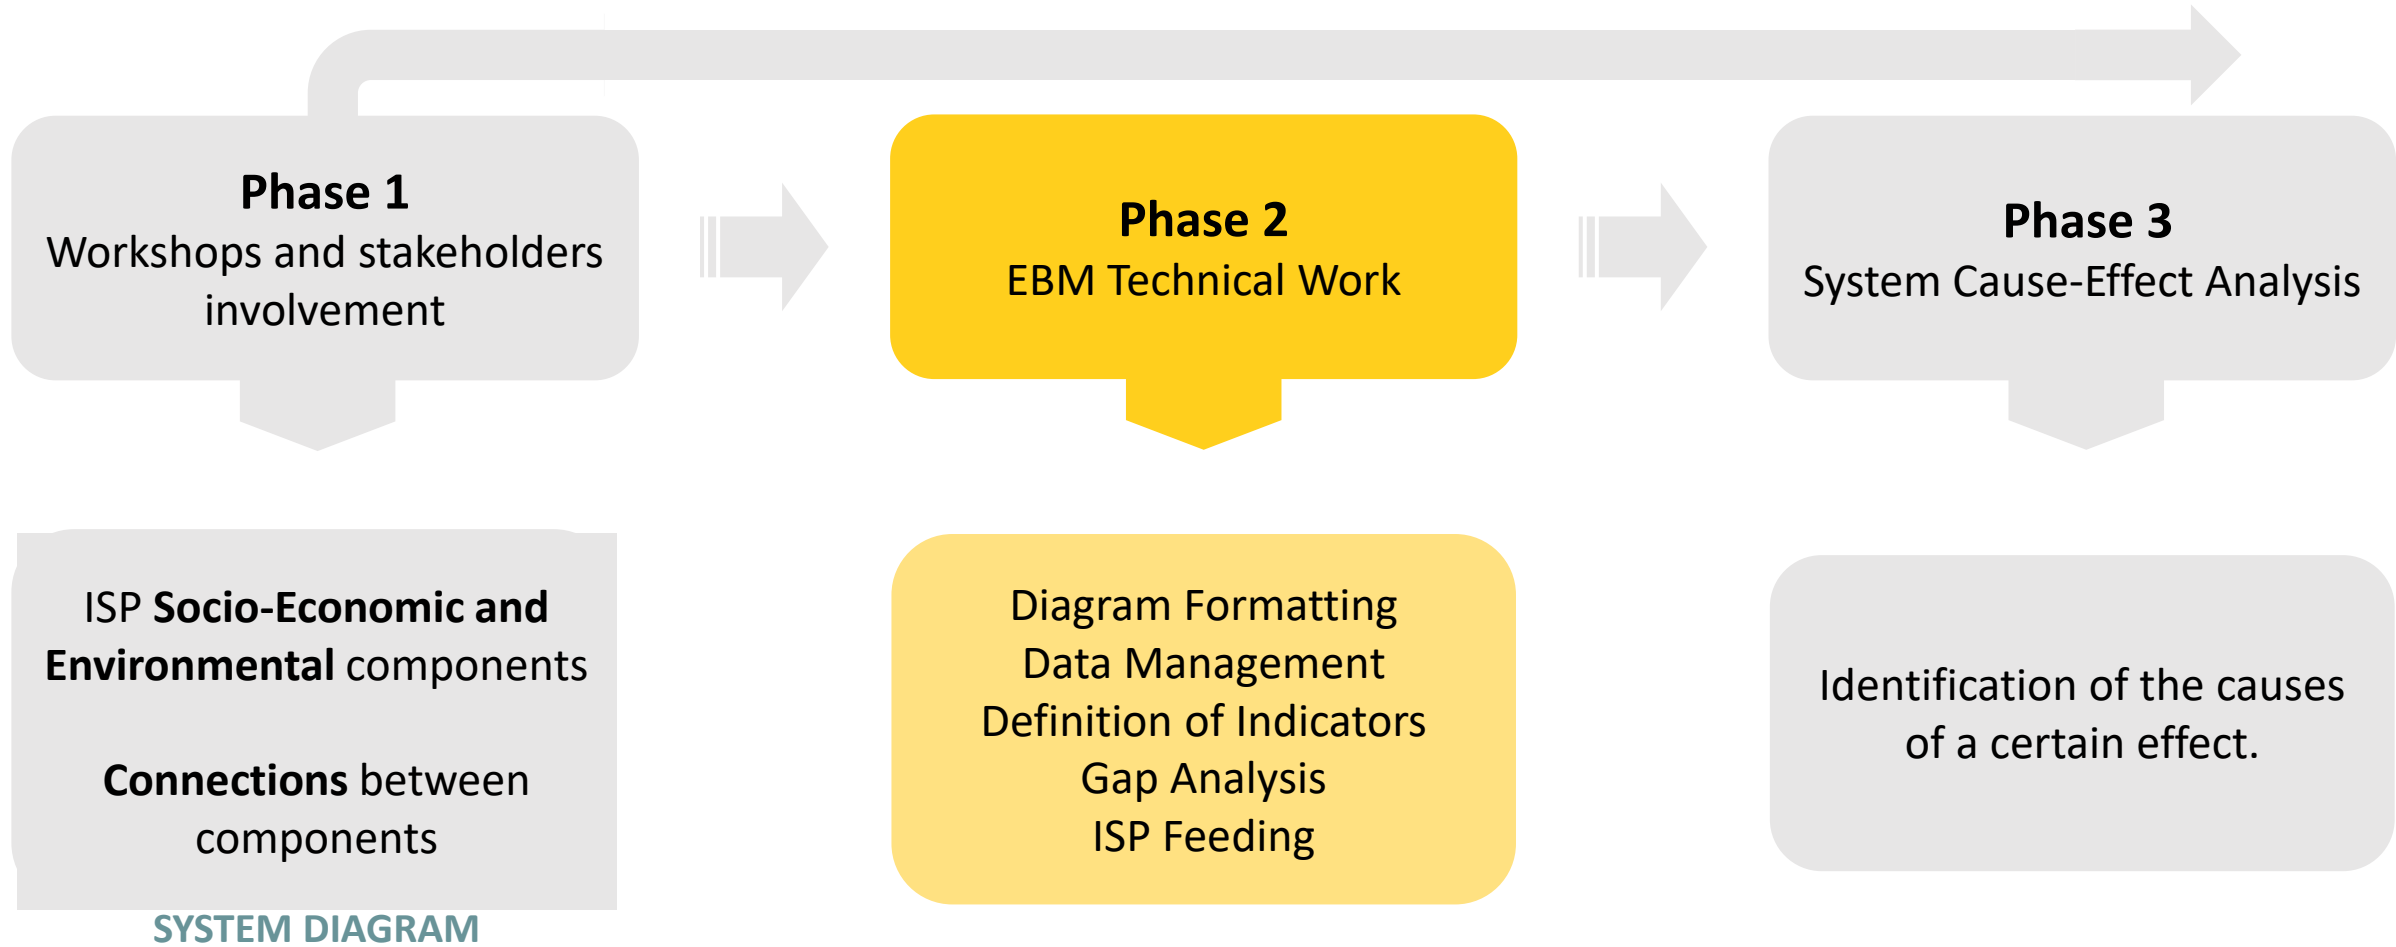 Phase 1
Workshops and stakeholders
involvement
Phase 2
EBM Technical Work
Phase 3
System Cause-Effect Analysis
ISP Socio-Economic and
Environmental components
Connections between
components
SYSTEM DIAGRAM
Diagram Formatting
Data Management
Definition of Indicators
Gap Analysis
ISP Feeding
Identification of the causes
of a certain effect.